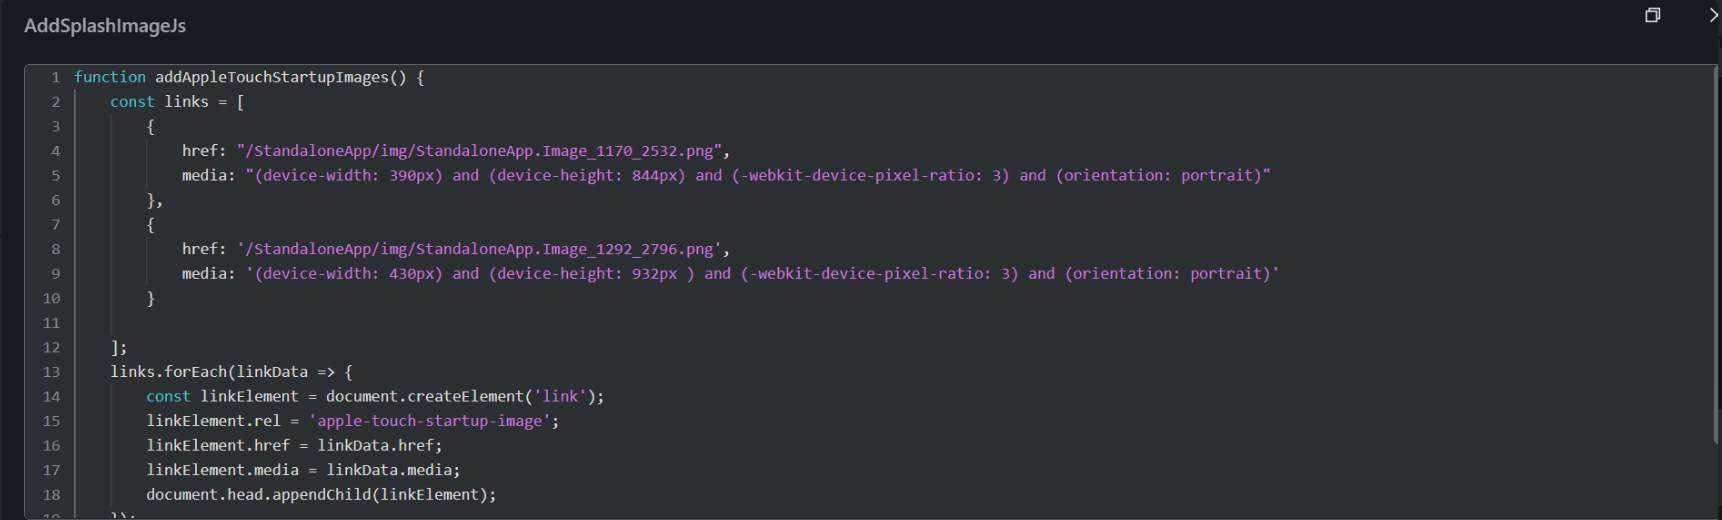 AddSplashImageJs
1 function addAppleTouchStartupImages() {
2 const links = [
3 {
4 href: "/StandaloneApp/img/StandaloneApp.Image_1170_2532.png",
5 media: "(device-width: 390px) and (device-height: 844px) and (-webkit-device-pixel-ratio: 3) and (orientation: portrait)"
6 },
7 {
8 href: '/StandaloneApp/img/StandaloneApp.Image_1292_2796.png',
9 media: '(device-width: 430px) and (device-height: 932px ) and (-webkit-device-pixel-ratio: 3) and (orientation: portrait)'
10 }
11
12 ];
13 links.forEach(linkData => {
14 const linkElement = document.createElement('link');
15 linkElement.rel = 'apple-touch-startup-image';
16 linkElement.href = linkData.href;
17 linkElement.media = linkData.media;
18 document.head.appendChild(linkElement);
19 });